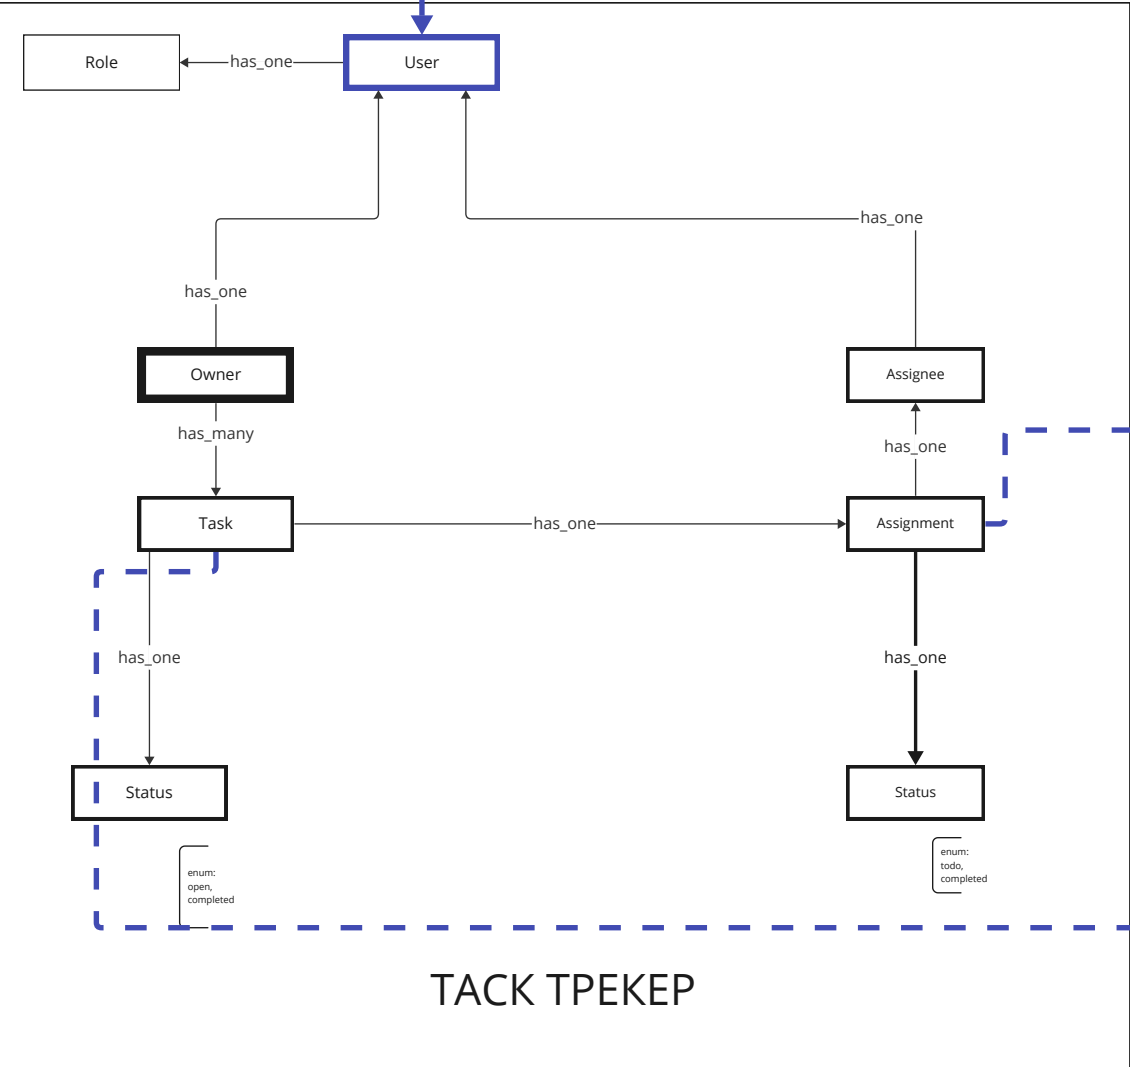 Role
has_one
User
has_one
has_one
Owner
Assignee
has_many
has_one
Task
has_one
Assignment
has_one
has_one
Status
Status
enum:
open,
completed
enum:
todo,
completed
ТАСК ТРЕКЕР